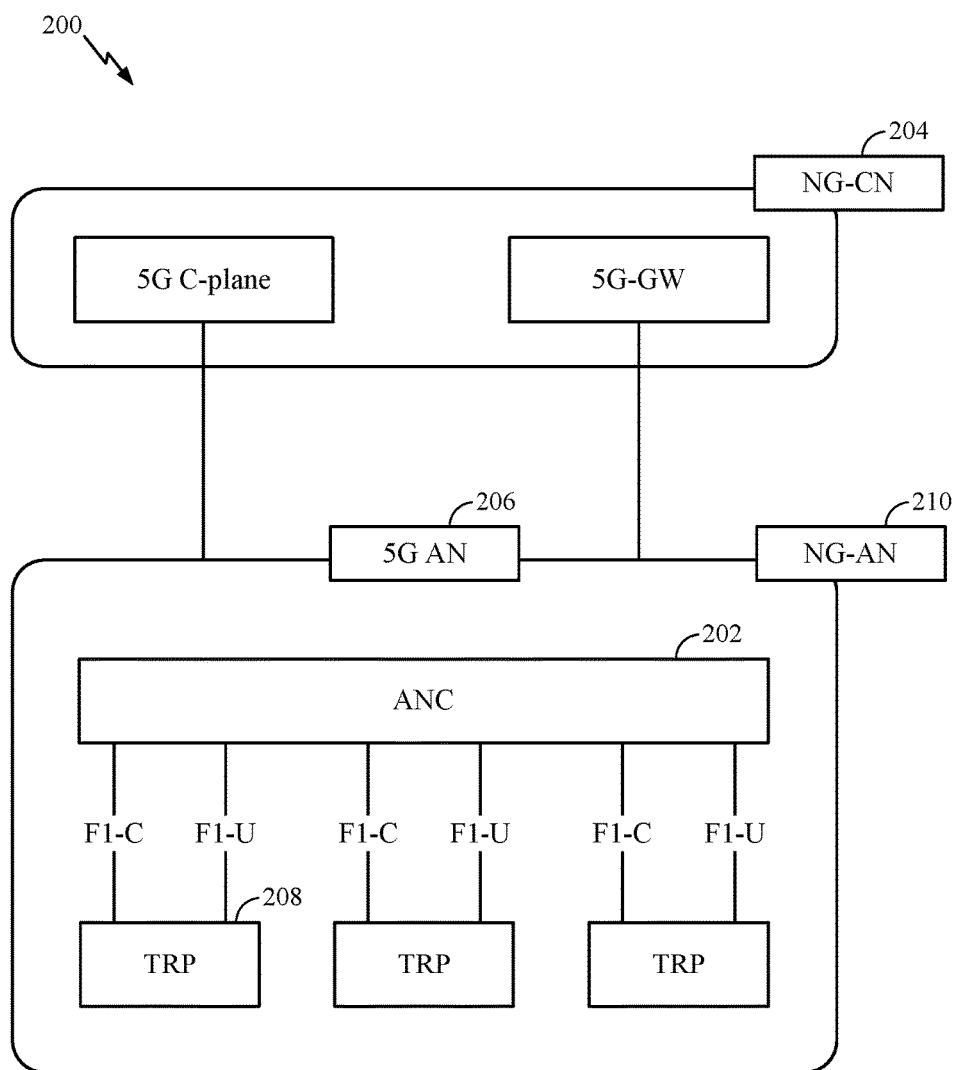 200
204
NG-CN
5G C-plane
5G-GW
206
210
5G AN
NG-AN
202
ANC
F1-C F1-U F1-C F1-U F1-C F1-U
208
TRP TRP TRP